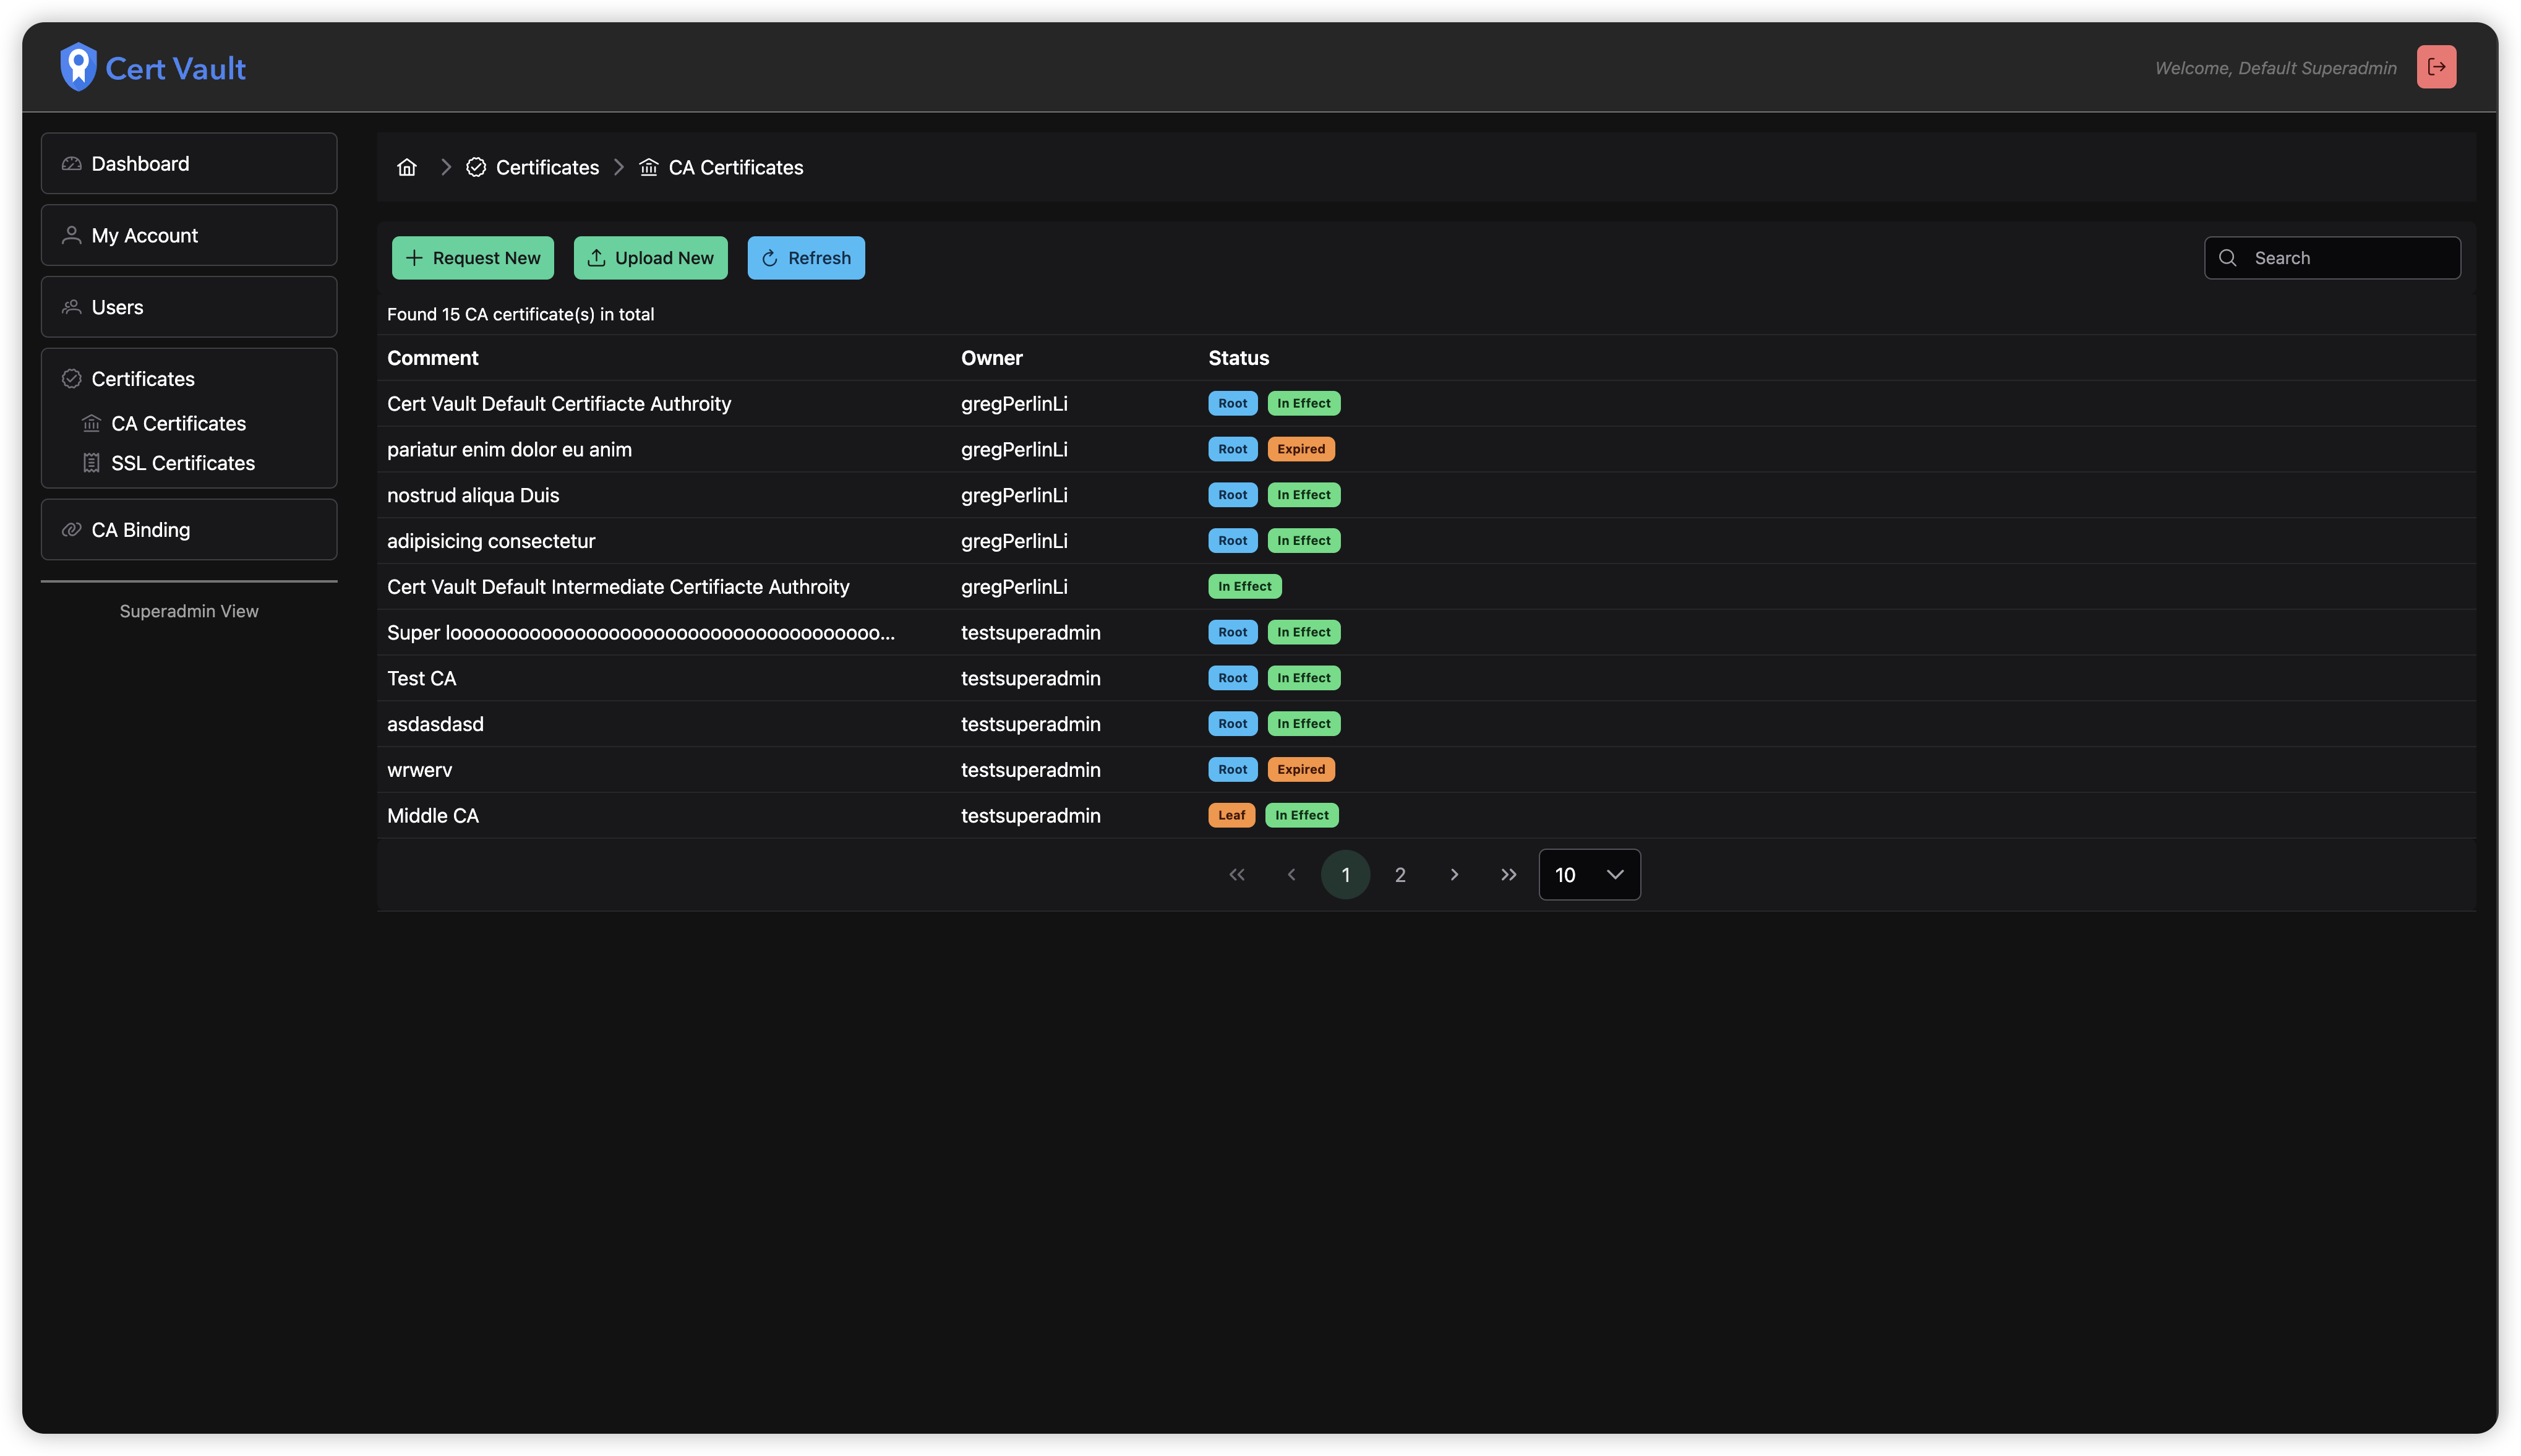 Cert Vault
Welcome, Default Superadmin
Dashboard
My Account
Users
Certificates
CA Certificates
SSL Certificates
CA Binding
Superadmin View
Certificates CA Certificates
Request New Upload New Refresh Search
Found 15 CA certificate(s) in total
Comment Owner Status
Cert Vault Default Certifiacte Authroity gregPerlinLi Root In Effect
pariatur enim dolor eu anim gregPerlinLi Root Expired
nostrud aliqua Duis gregPerlinLi Root In Effect
adipisicing consectetur gregPerlinLi Root In Effect
Cert Vault Default Intermediate Certifiacte Authroity gregPerlinLi In Effect
Super looooooooooooooooooooooooooooooooooooooo... testsuperadmin Root In Effect
Test CA testsuperadmin Root In Effect
asdasdasd testsuperadmin Root In Effect
wrwerv testsuperadmin Root Expired
Middle CA testsuperadmin Leaf In Effect
1 2 10